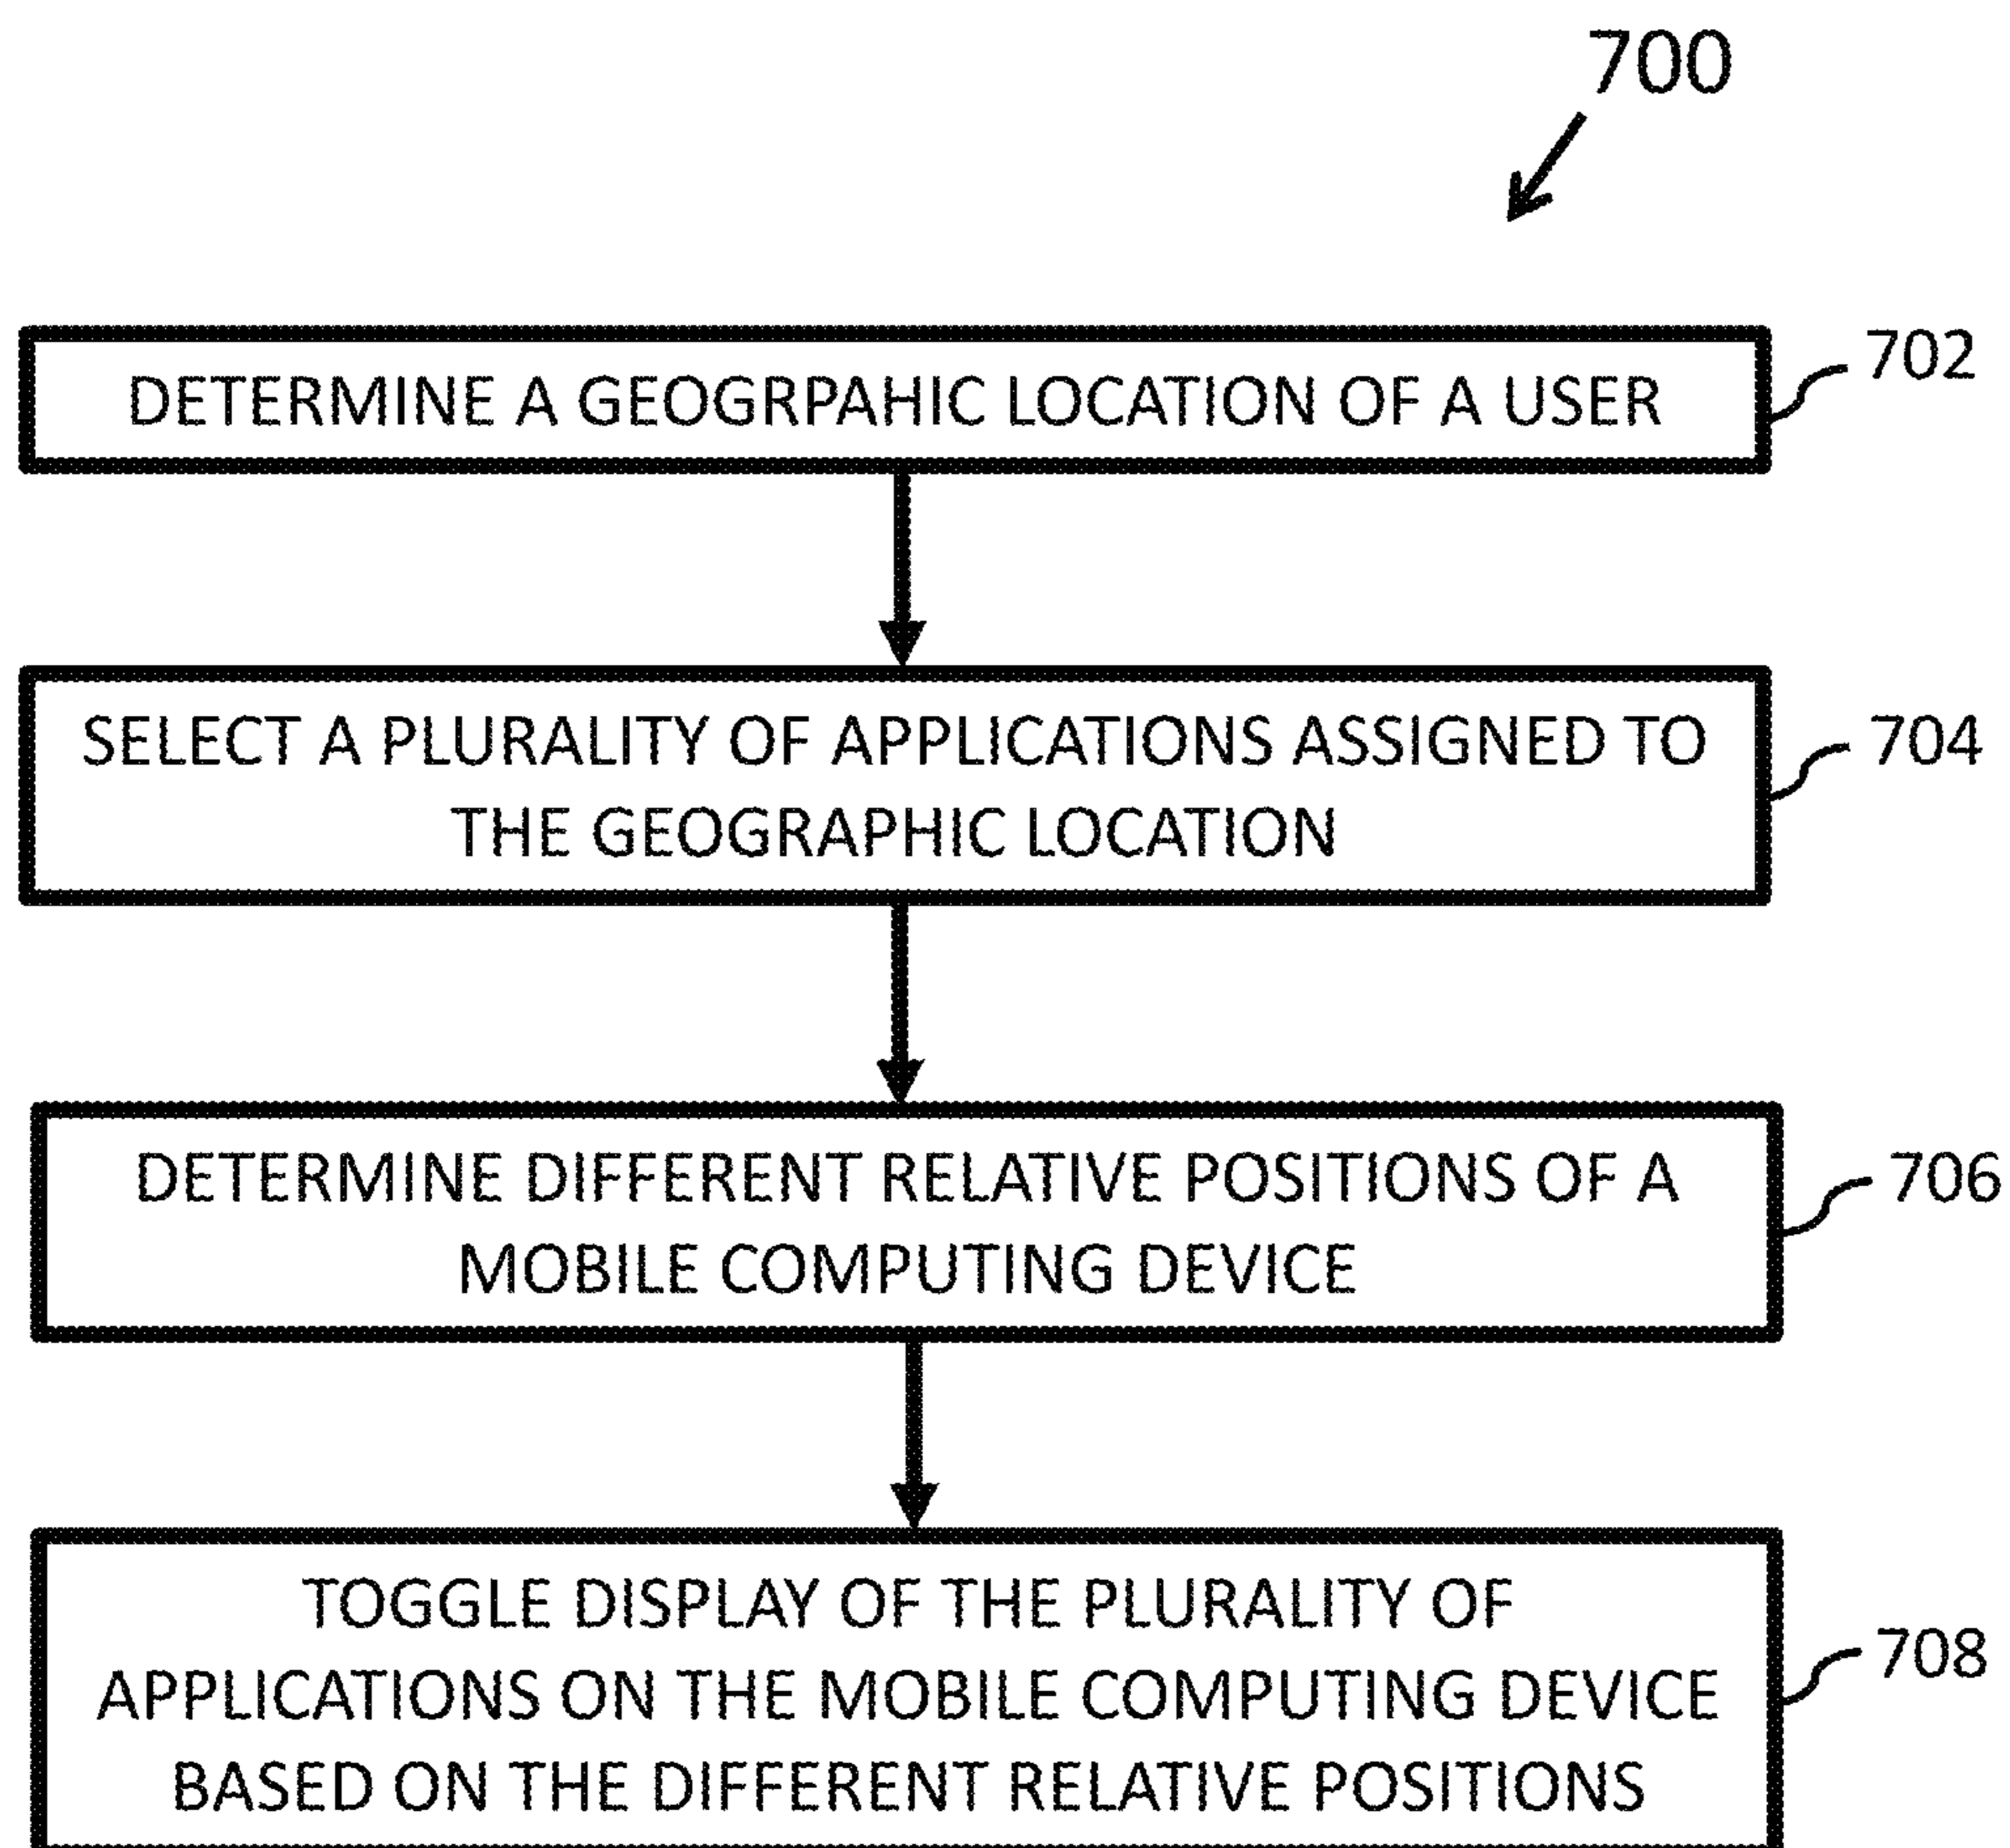 700
DETERMINE A GEOGRPAHIC LOCATION OF A USER
702
SELECT A PLURALITY OF APPLICATIONS ASSIGNED TO
THE GEOGRAPHIC LOCATION
704
DETERMINE DIFFERENT RELATIVE POSITIONS OF A
MOBILE COMPUTING DEVICE
706
TOGGLE DISPLAY OF THE PLURALITY OF
APPLICATIONS ON THE MOBILE COMPUTING DEVICE
BASED ON THE DIFFERENT RELATIVE POSITIONS
708